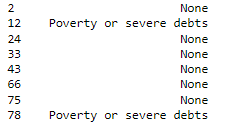 2 None
12 Poverty or severe debts
24 None
33 None
43 None
66 None
75 None
78 Poverty or severe debts